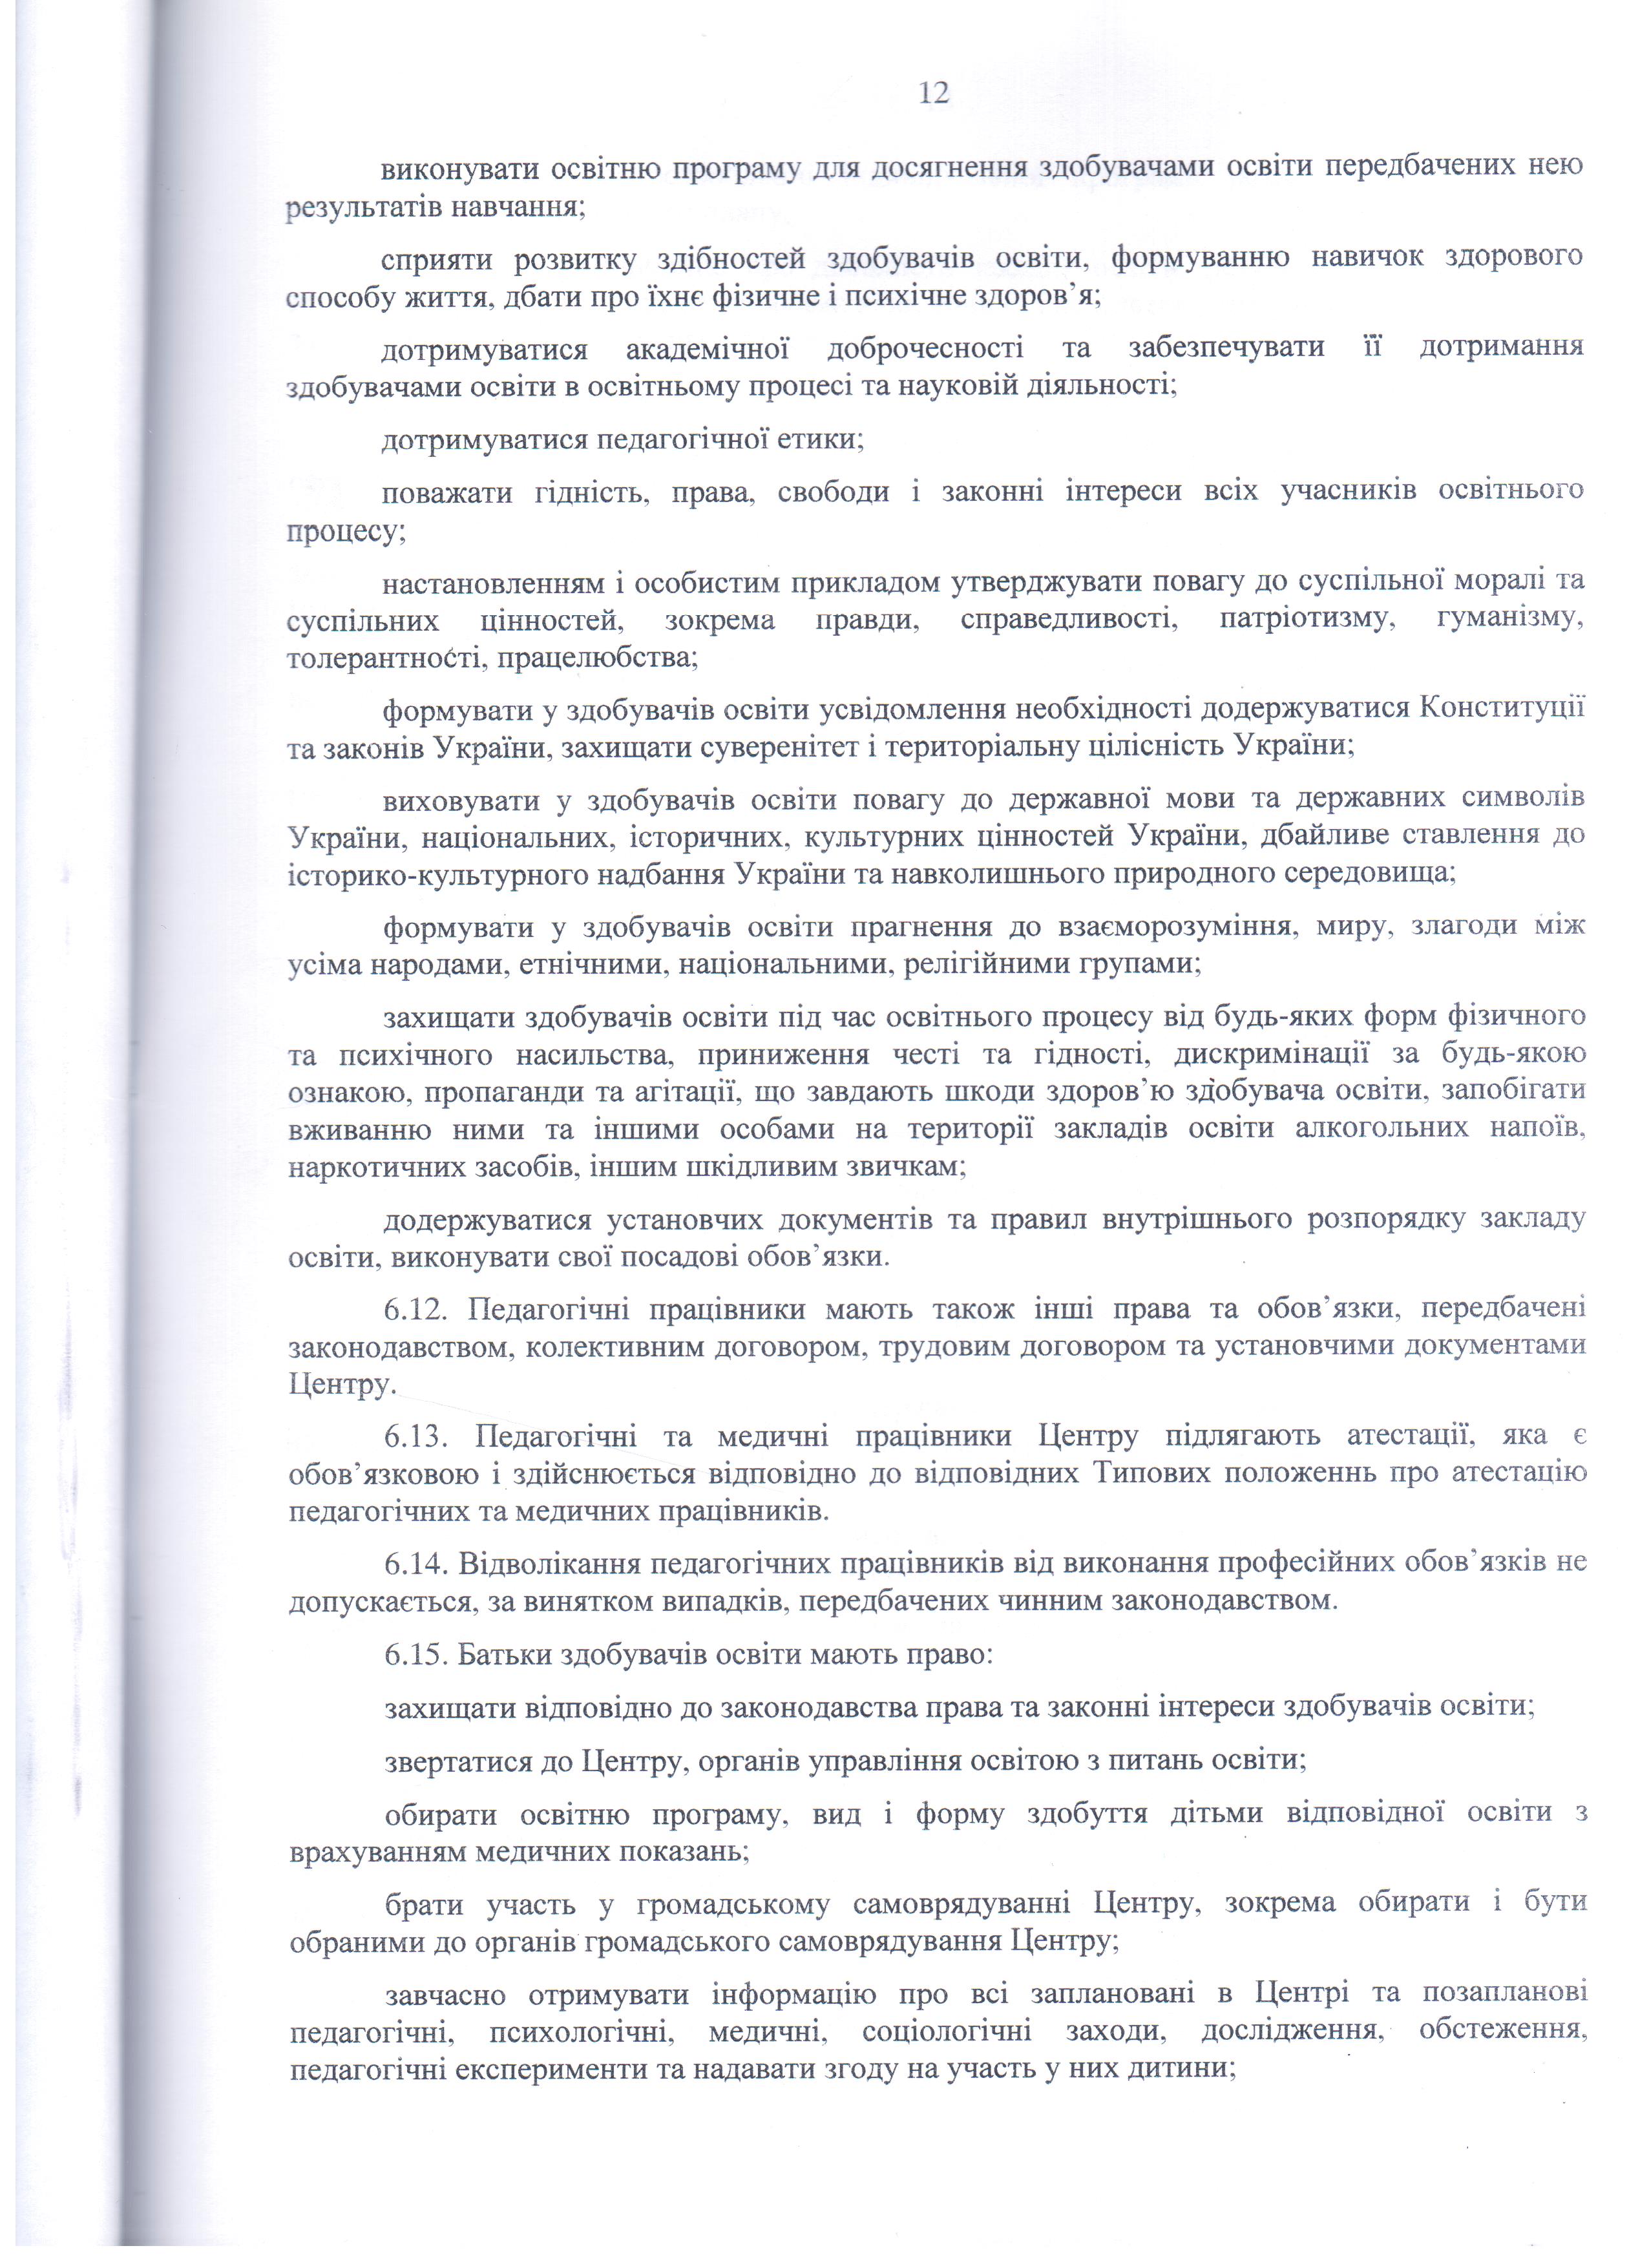 12
виконувати освітню програму для досягнення здобувачами освіти передбачених нею
результатів навчання;
сприяти розвитку здібностей здобувачів освіти, формуванню навичок здорового
способу життя, дбати про їхнє фізичне і психічне здоров’я;
дотримуватися академічної доброчесності та забезпечувати її дотримання
здобувачами освіти в освітньому процесі та науковій діяльності;
дотримуватися педагогічної етики;
поважати гідність, права, свободи і законні інтереси всіх учасників освітнього
процесу;
настановленням і особистим прикладом утверджувати повагу до суспільної моралі та
суспільних цінностей, зокрема правди, справедливості, патріотизму, гуманізму,
толерантності, працелюбства;
формувати у здобувачів освіти усвідомлення необхідності додержуватися Конституції
та законів України, захищати суверенітет і територіальну цілісність України;
виховувати у здобувачів освіти повагу до державної мови та державних символів
України, національних, історичних, культурних цінностей України, дбайливе ставлення до
історико-культурного надбання України та навколишнього природного середовища;
формувати у здобувачів освіти прагнення до взаєморозуміння, миру, злагоди між
усіма народами, етнічними, національними, релігійними групами;
захищати здобувачів освіти під час освітнього процесу від будь-яких форм фізичного
та психічного насильства, приниження честі та гідності, дискримінації за будь-якою
ознакою, пропаганди та агітації, що завдають шкоди здоров’ю здобувача освіти, запобігати
вживанню ними та іншими особами на території закладів освіти алкогольних напоїв,
наркотичних засобів, іншим шкідливим звичкам;
додержуватися установчих документів та правил внутрішнього розпорядку закладу
освіти, виконувати свої посадові обов’язки.
6.12. Педагогічні працівники мають також інші права та обов’язки, передбачені
законодавством, колективним договором, трудовим договором та установчими документами
Центру.
6.13. Педагогічні та медичні працівники Центру підлягають атестації, яка є
обов’язковою і здійснюється відповідно до відповідних Типових положеннь про атестацію
педагогічних та медичних працівників.
6.14. Відволікання педагогічних працівників від виконання професійних обов’язків не
допускається, за винятком випадків, передбачених чинним законодавством.
6.15. Батьки здобувачів освіти мають право:
захищати відповідно до законодавства права та законні інтереси здобувачів освіти;
звертатися до Центру, органів управління освітою з питань освіти;
обирати освітню програму, вид і форму здобуття дітьми відповідної освіти з
врахуванням медичних показань;
брати участь у громадському самоврядуванні Центру, зокрема обирати і бути
обраними до органів громадського самоврядування Центру;
завчасно отримувати інформацію про всі заплановані в Центрі та позапланові
педагогічні, психологічні, медичні, соціологічні заходи, дослідження, обстеження,
педагогічні експерименти та надавати згоду на участь у них дитини;